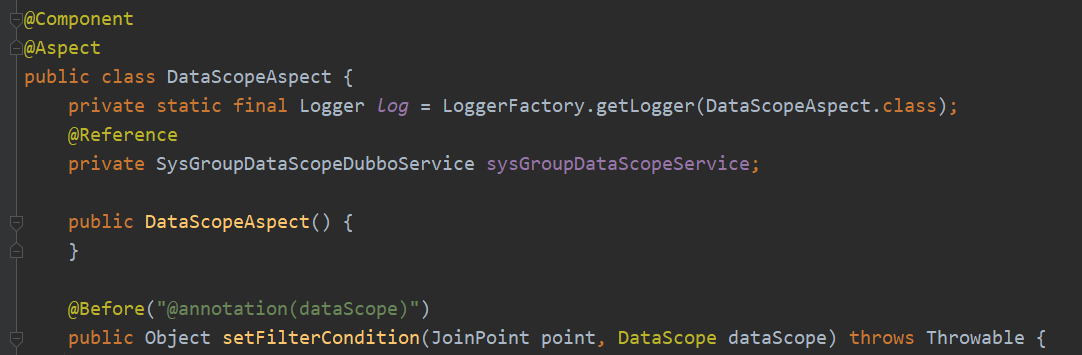 @Component
@Aspect
public class DataScopeAspect {
private static final Logger log = LoggerFactory.getLogger(DataScopeAspect.class);
@Reference
private SysGroupDataScopeDubboService sysGroupDataScopeService;
public DataScopeAspect() {
}
@Before("@annotation(dataScope)")
public Object setFilterCondition(JoinPoint point, DataScope dataScope) throws Throwable {